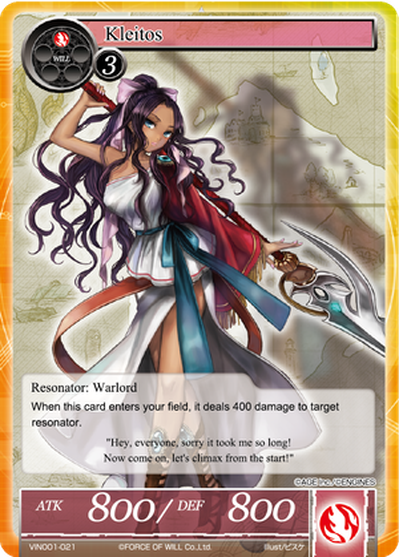 Kleitos
WILL
3
Resonator: Warlord
When this card enters your field, it deals 400 damage to target
resonator.
"Hey, everyone, sorry it took me so long!
Now come on, let's climax from the start!"
©AGE Inc./©ENGINES
ATK 800 / DEF 800
VIN001-021 ©FORCE OF WILL Co.,Ltd. Illust/ビスケ